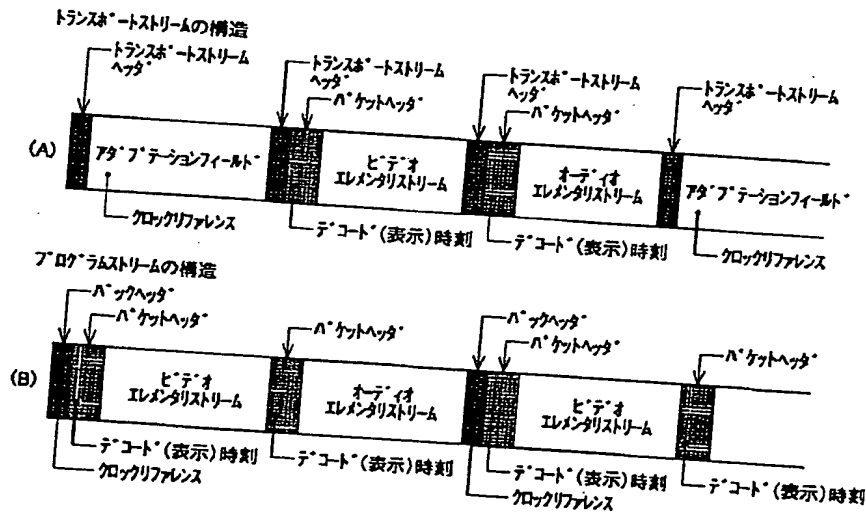 トランスポートストリームの構造
トランスポートストリーム
ヘッダ
トランスポートストリーム
ヘッダ
パケットヘッダ
トランスポートストリーム
ヘッダ
パケットヘッダ
トランスポートストリーム
ヘッダ
(A)
アダプテーションフィールド
ビデオ
エレメンタリストリーム
オーディオ
エレメンタリストリーム
アダプテーションフィールド
クロックリファレンス
デコード(表示)時刻
デコード(表示)時刻
クロックリファレンス
プログラムストリームの構造
パックヘッダ
パケットヘッダ
パケットヘッダ
パックヘッダ
パケットヘッダ
パケットヘッダ
(B)
ビデオ
エレメンタリストリーム
オーディオ
エレメンタリストリーム
ビデオ
エレメンタリストリーム
デコード(表示)時刻
クロックリファレンス
デコード(表示)時刻
デコード(表示)時刻
クロックリファレンス
デコード(表示)時刻